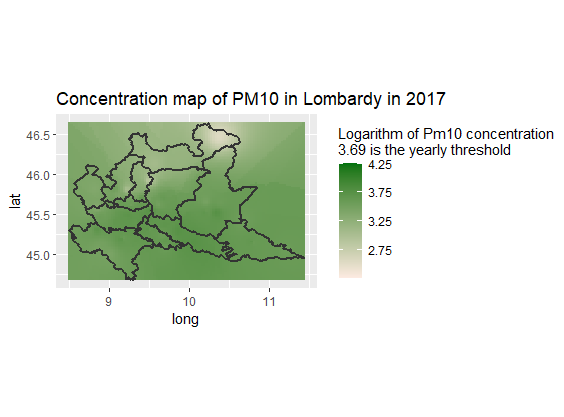 Concentration map of PM10 in Lombardy in 2017
Logarithm of Pm10 concentration
3.69 is the yearly threshold
4.25
3.75
3.25
2.75
46.5
46.0
45.5
45.0
lat
9
10
11
long